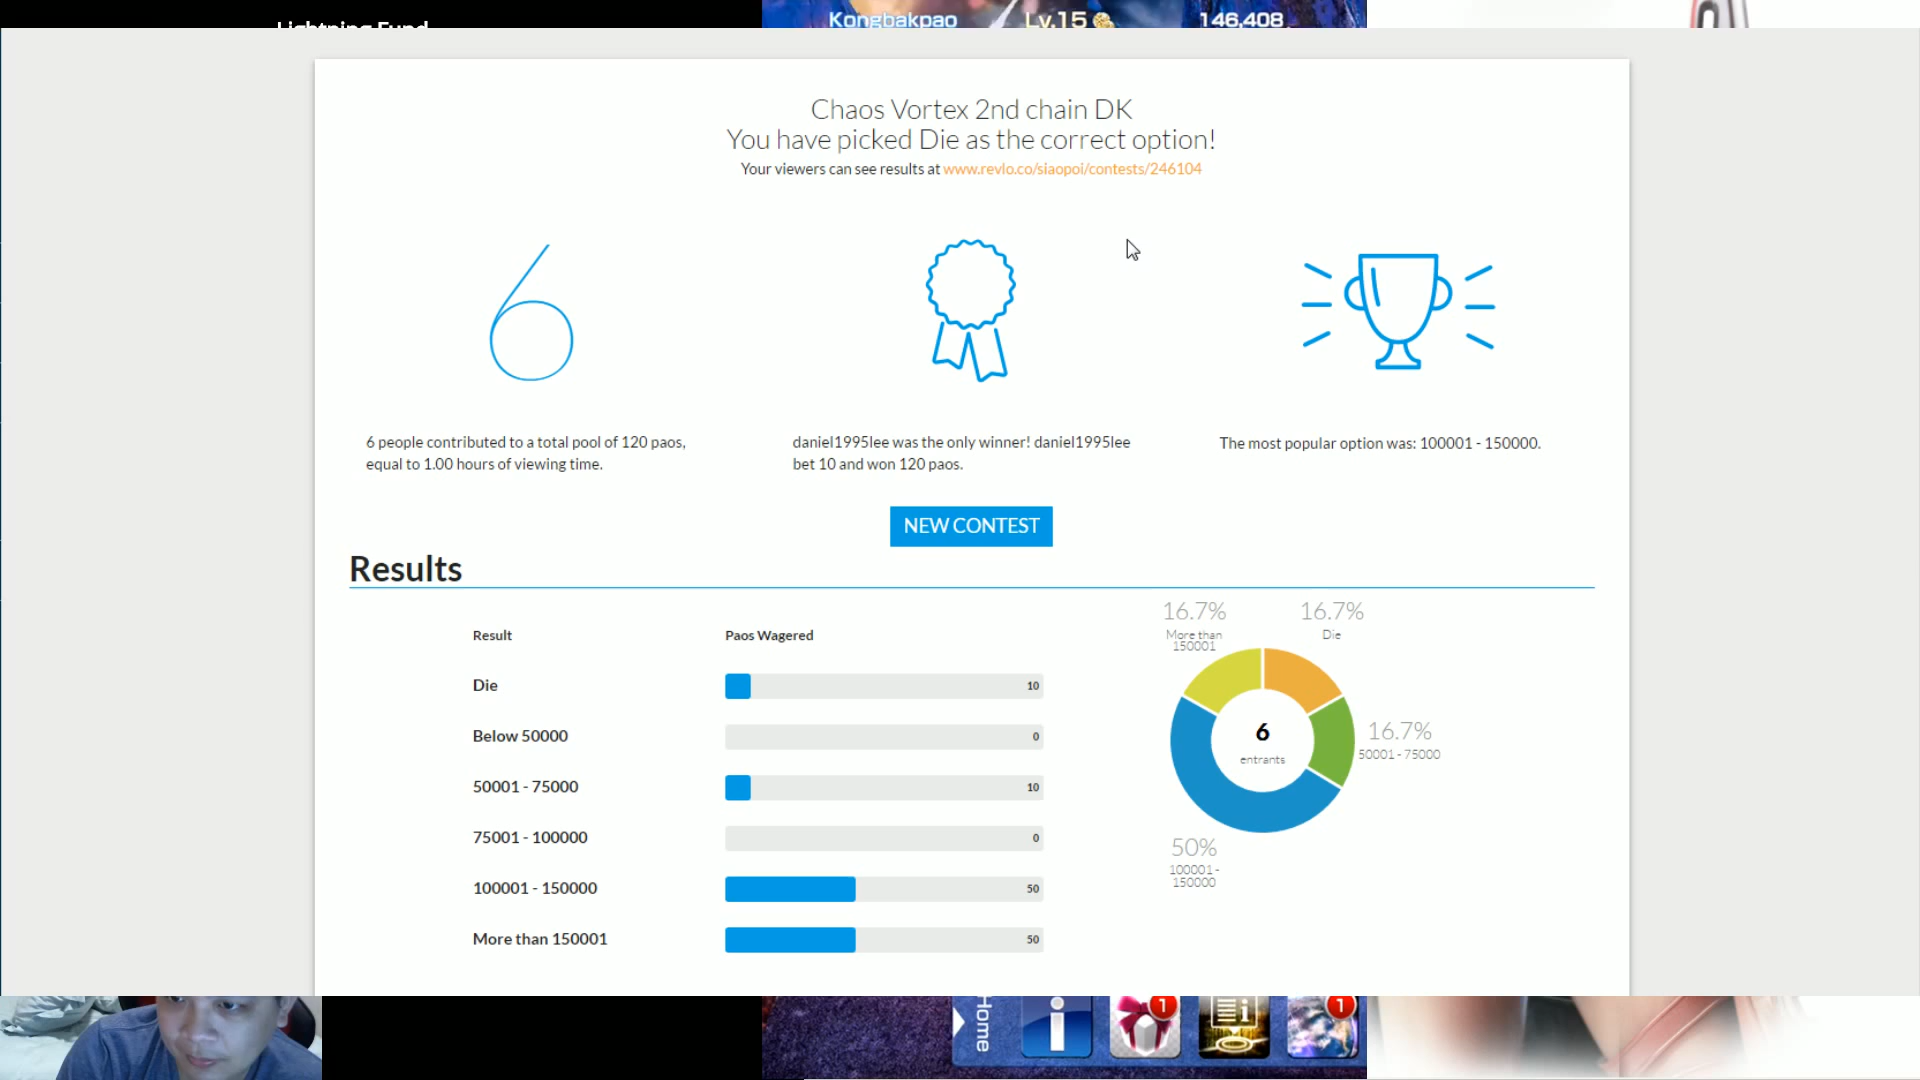 Lightning Fund
Kongbakpao Lv.15 146,408
Chaos Vortex 2nd chain DK
You have picked Die as the correct option!
Your viewers can see results at www.revlo.co/siaopoi/contests/246104
6
6 people contributed to a total pool of 120 paos,
equal to 1.00 hours of viewing time.
daniel1995lee was the only winner! daniel1995lee
bet 10 and won 120 paos.
The most popular option was: 100001 - 150000.
NEW CONTEST
Results
Result Paos Wagered
Die 10
Below 50000 0
50001 - 75000 10
75001 - 100000 0
100001 - 150000 50
More than 150001 50
16.7%
More than
150001
16.7%
Die
16.7%
50001 - 75000
6
entrants
50%
100001 -
150000
Home
i
1
i
1